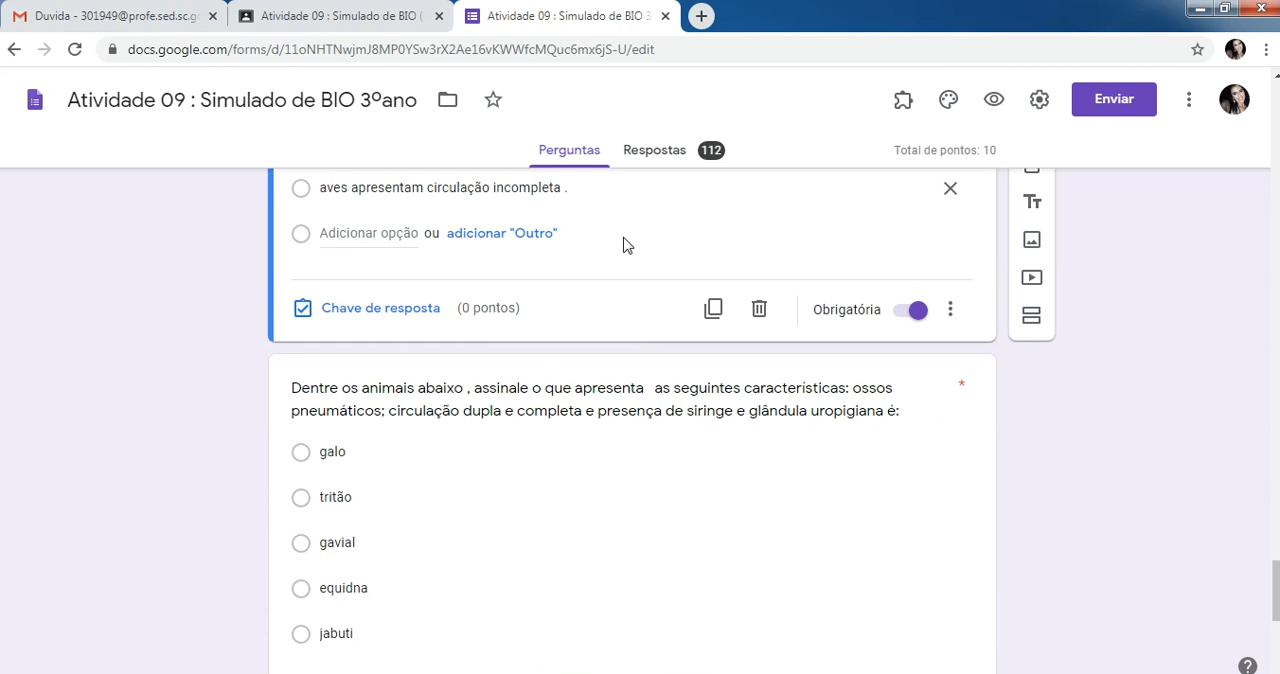 Duvida - 301949@profe.sed.sc.go
Atividade 09 : Simulado de BIO (
Atividade 09 : Simulado de BIO 3
docs.google.com/forms/d/11oNHTNwjmJ8MP0YSw3rX2Ae16vKWWfcMQuc6mx6jS-U/edit
Atividade 09 : Simulado de BIO 3ºano
Enviar
Perguntas
Respostas 112
Total de pontos: 10
aves apresentam circulação incompleta .
Adicionar opção ou adicionar "Outro"
Tт
Chave de resposta (0 pontos)
Obrigatória
Dentre os animais abaixo , assinale o que apresenta as seguintes características: ossos *
pneumáticos; circulação dupla e completa e presença de siringe e glândula uropigiana é:
galo
tritão
gavial
equidna
jabuti